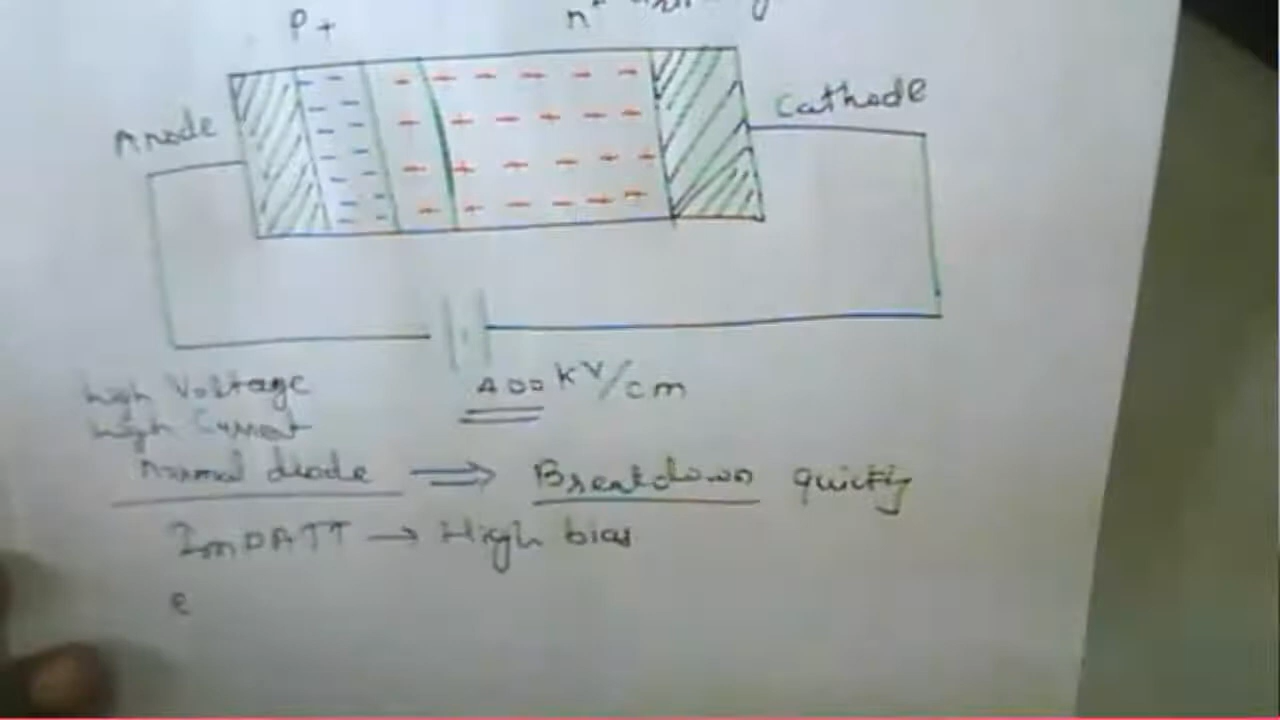 P+ n+
Anode
Cathode
400 KV/cm
high Voltage
high Current
Normal diode ⇒ Breakdown quickly
ImPATT → High bias
e